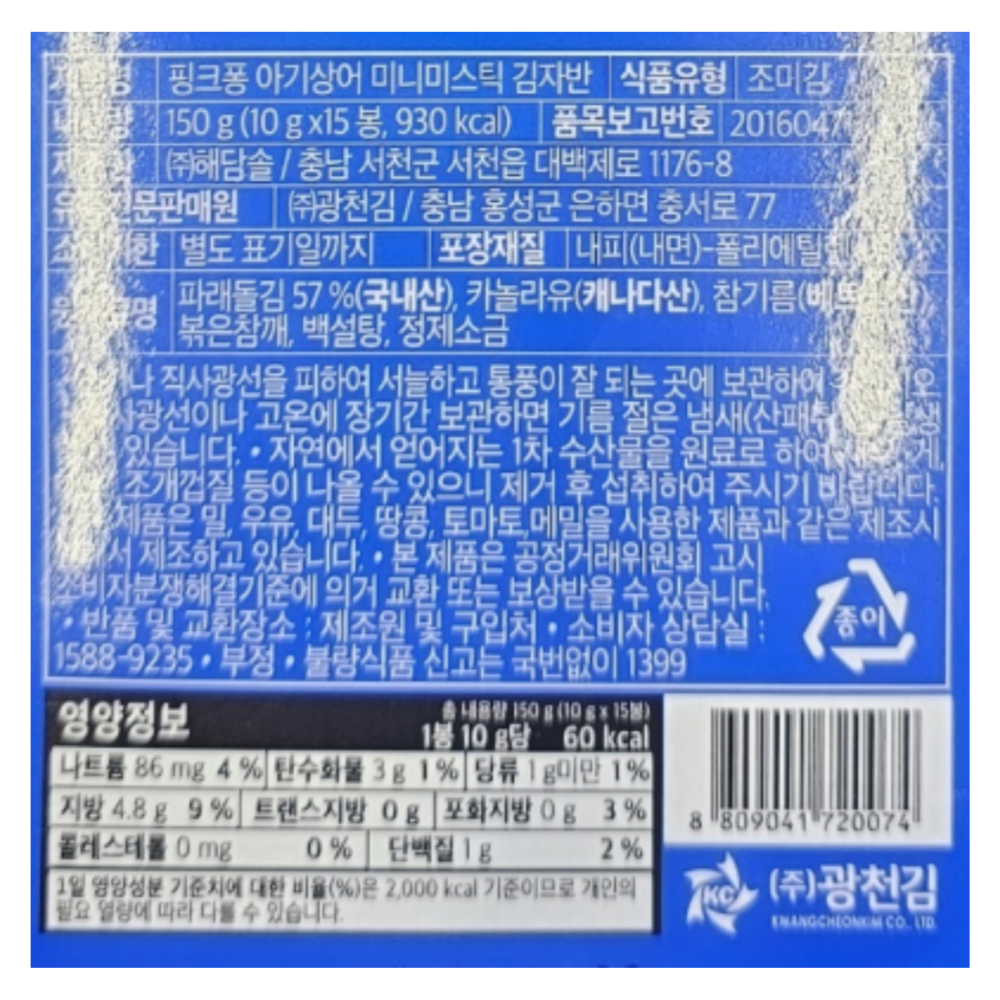 핑크퐁 아기상어 미니미스틱 김자반 식품유형 조미김
150 g (10 g x15 봉, 930 kcal) 품목보고번호
㈜해담솔 / 충남 서천군 서천읍 대백제로 1176-8
㈜광천김 / 충남 홍성군 은하면 충서로 77
별도 표기일까지 포장재질 내피(내면)-폴리에틸렌
파래돌김 57 %(국내산), 카놀라유(캐나다산), 참기름
볶은참깨, 백설탕, 정제소금
직사광선을 피하여 서늘하고 통풍이 잘 되는 곳에 보관하여
고온에 장기간 보관하면 기름 절은 냄새
있습니다. • 자연에서 얻어지는 1차 수산물을 원료로
조개껍질 등이 나올 수 있으니 제거 후 섭취하여 주시기 바랍니다.
제품은 밀, 우유, 대두, 땅콩, 토마토, 메밀을 사용한 제품과 같은 제조시
제조하고 있습니다. • 본 제품은 공정거래위원회 고시
소비자분쟁해결기준에 의거 교환 또는 보상받을 수 있습니다.
• 반품 및 교환장소 : 제조원 및 구입처 • 소비자 상담실 :
1588-9235 • 부정 • 불량식품 신고는 국번없이 1399
종이
영양정보 총 내용량 150 g (10 g x 15봉)
1봉 10 g당 60 kcal
나트륨 86 mg 4 % 탄수화물 3 g 1 % 당류 1 g미만 1%
지방 4.8 g 9 % 트랜스지방 0 g 포화지방 0 g 3 %
콜레스테롤 0 mg 0 % 단백질 1 g 2 %
1일 영양성분 기준치에 대한 비율(%)은 2,000 kcal 기준이므로 개인의
필요 열량에 따라 다를 수 있습니다.
8 809041 720074
KC (주)광천김
KWANGCHEONKIM CO., LTD.